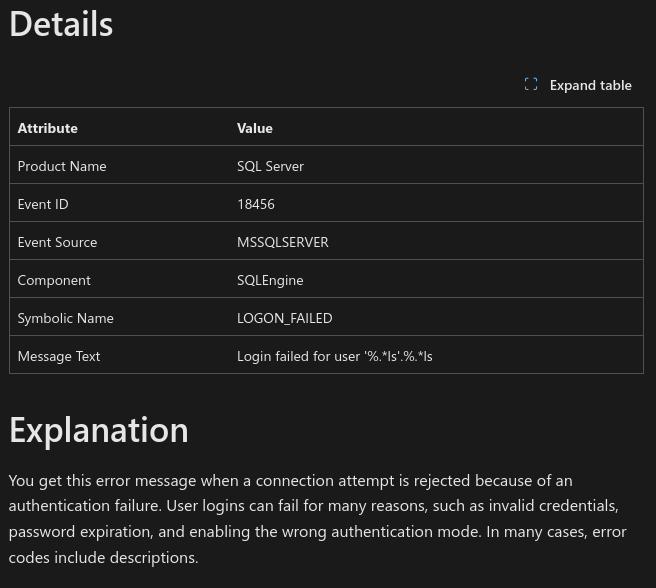 Details
Expand table
Attribute Value
Product Name SQL Server
Event ID 18456
Event Source MSSQLSERVER
Component SQLEngine
Symbolic Name LOGON_FAILED
Message Text Login failed for user '%.*ls'.%.*ls
Explanation
You get this error message when a connection attempt is rejected because of an
authentication failure. User logins can fail for many reasons, such as invalid credentials,
password expiration, and enabling the wrong authentication mode. In many cases, error
codes include descriptions.